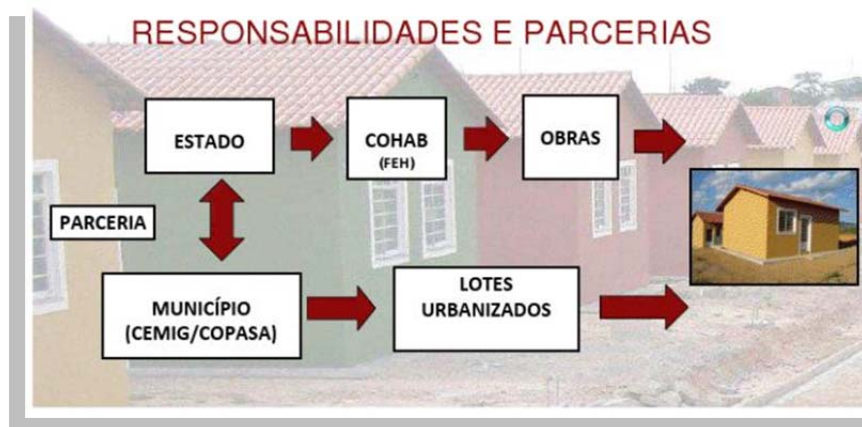 RESPONSABILIDADES E PARCERIAS
ESTADO
COHAB
(FEH)
OBRAS
PARCERIA
MUNICÍPIO
(CEMIG/COPASA)
LOTES
URBANIZADOS